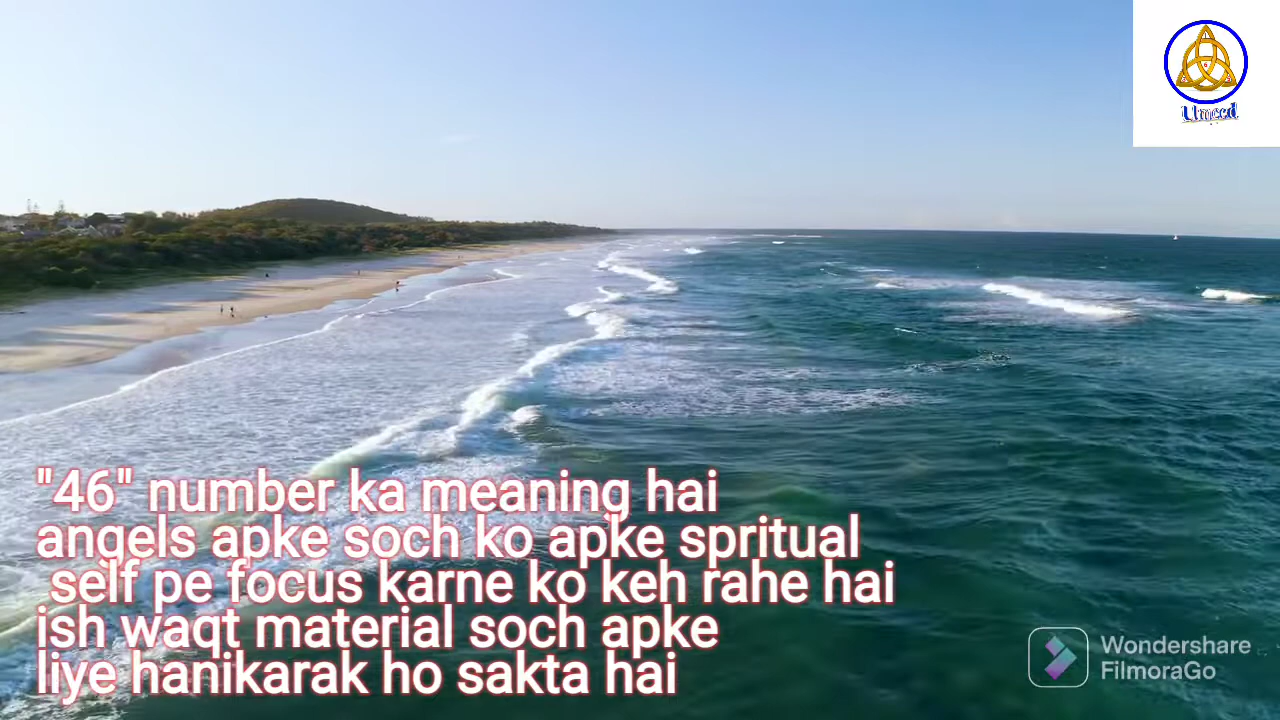 Umeed
"46" number ka meaning hai
angels apke soch ko apke spritual
self pe focus karne ko keh rahe hai
ish waqt material soch apke
liye hanikarak ho sakta hai
Wondershare
FilmoraGo